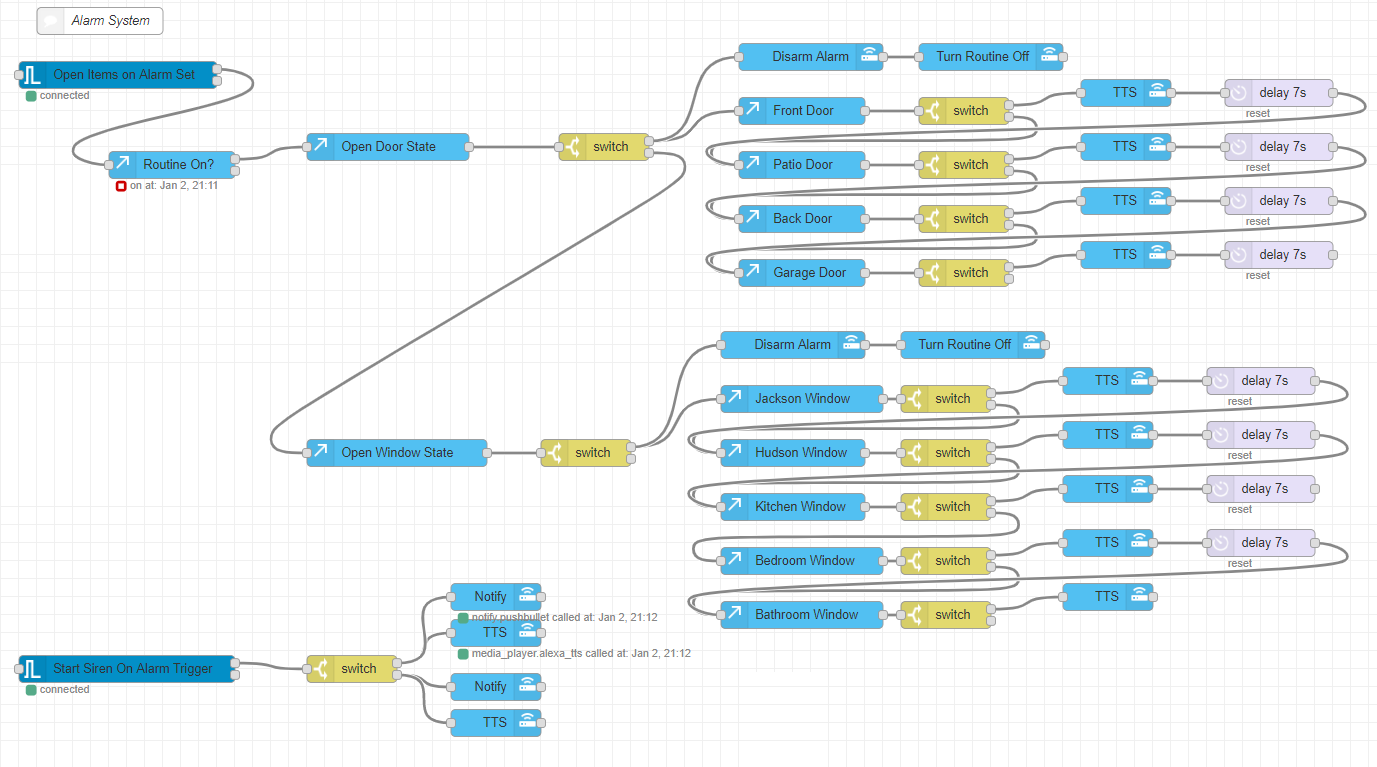 Alarm System
Open Items on Alarm Set
connected
Routine On?
on at: Jan 2, 21:11
Open Door State
switch
Disarm Alarm
Turn Routine Off
Front Door
switch
TTS
delay 7s
reset
Patio Door
switch
TTS
delay 7s
reset
Back Door
switch
TTS
delay 7s
reset
Garage Door
switch
TTS
delay 7s
reset
Open Window State
switch
Disarm Alarm
Turn Routine Off
Jackson Window
switch
TTS
delay 7s
reset
Hudson Window
switch
TTS
delay 7s
reset
Kitchen Window
switch
TTS
delay 7s
reset
Bedroom Window
switch
TTS
delay 7s
reset
Bathroom Window
switch
TTS
Start Siren On Alarm Trigger
connected
switch
Notify
notify.pushbullet called at: Jan 2, 21:12
TTS
media_player.alexa_tts called at: Jan 2, 21:12
Notify
TTS